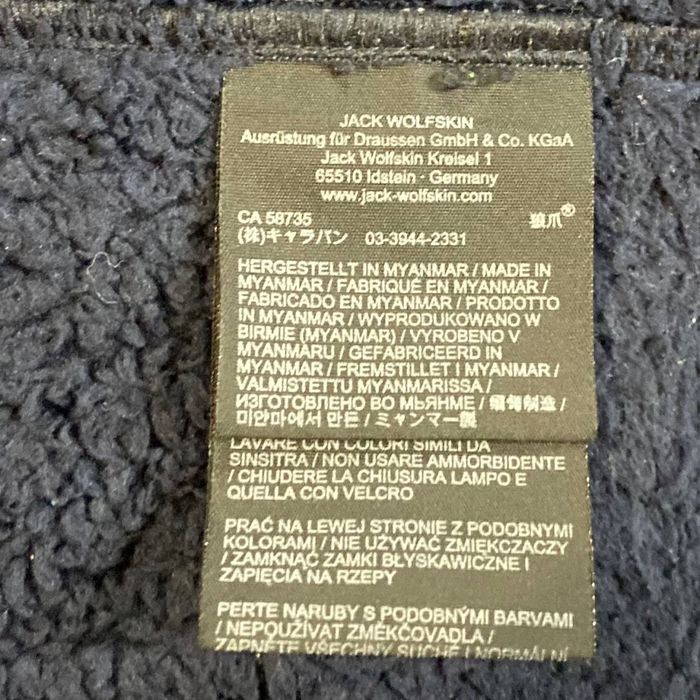 JACK WOLFSKIN
Ausrüstung für Draussen GmbH & Co. KGaA
Jack Wolfskin Kreisel 1
65510 Idstein - Germany
www.jack-wolfskin.com
CA 58735 狼爪®
(株)キャラバン 03-3944-2331
HERGESTELLT IN MYANMAR / MADE IN
MYANMAR / FABRIQUÉ EN MYANMAR /
FABRICADO EN MYANMAR / PRODOTTO
IN MYANMAR / WYPRODUKOWANO W
BIRMIE (MYANMAR) / VYROBENO V
MYANMARU / GEFABRICEERD IN
MYANMAR / FREMSTILLET I MYANMAR /
VALMISTETTU MYANMARISSA /
ИЗГОТОВЛЕНО ВО МЬЯНМЕ / 缅甸制造 /
미얀마에서 만든 / ミャンマー製
LAVARE CON COLORI SIMILI DA
SINSITRA / NON USARE AMMORBIDENTE
/ CHIUDERE LA CHIUSURA LAMPO E
QUELLA CON VELCRO
PRAĆ NA LEWEJ STRONIE Z PODOBNYMI
KOLORAMI / NIE UŻYWAĆ ZMIĘKCZACZY
/ ZAMKNĄĆ ZAMKI BŁYSKAWICZNE I
ZAPIĘCIA NA RZEPY
PERTE NARUBY S PODOBNÝMI BARVAMI
/ NEPOUŽÍVAT ZMĚKČOVADLA /
ZAPNĚTE VŠECHNY SUCHÉ I NORMÁLNÍ